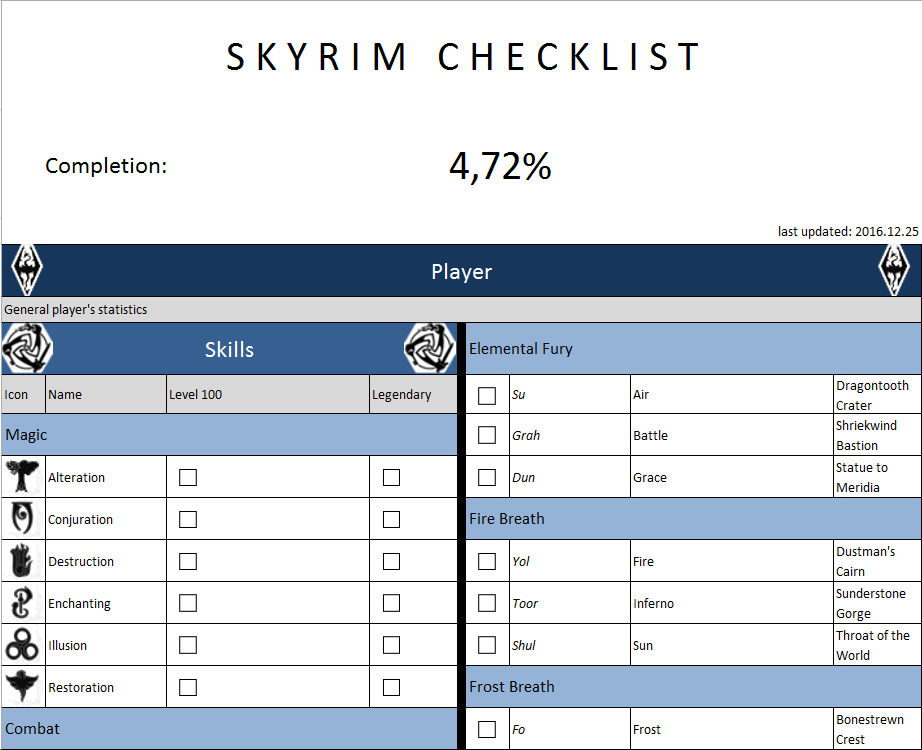 SKYRIM CHECKLIST
Completion: 4,72%
last updated: 2016.12.25
Player
General player's statistics
Skills
Icon Name Level 100 Legendary
Magic
Alteration
Conjuration
Destruction
Enchanting
Illusion
Restoration
Combat
Elemental Fury
Su Air Dragontooth
Crater
Grah Battle Shriekwind
Bastion
Dun Grace Statue to
Meridia
Fire Breath
Yol Fire Dustman's
Cairn
Toor Inferno Sunderstone
Gorge
Shul Sun Throat of the
World
Frost Breath
Fo Frost Bonestrewn
Crest